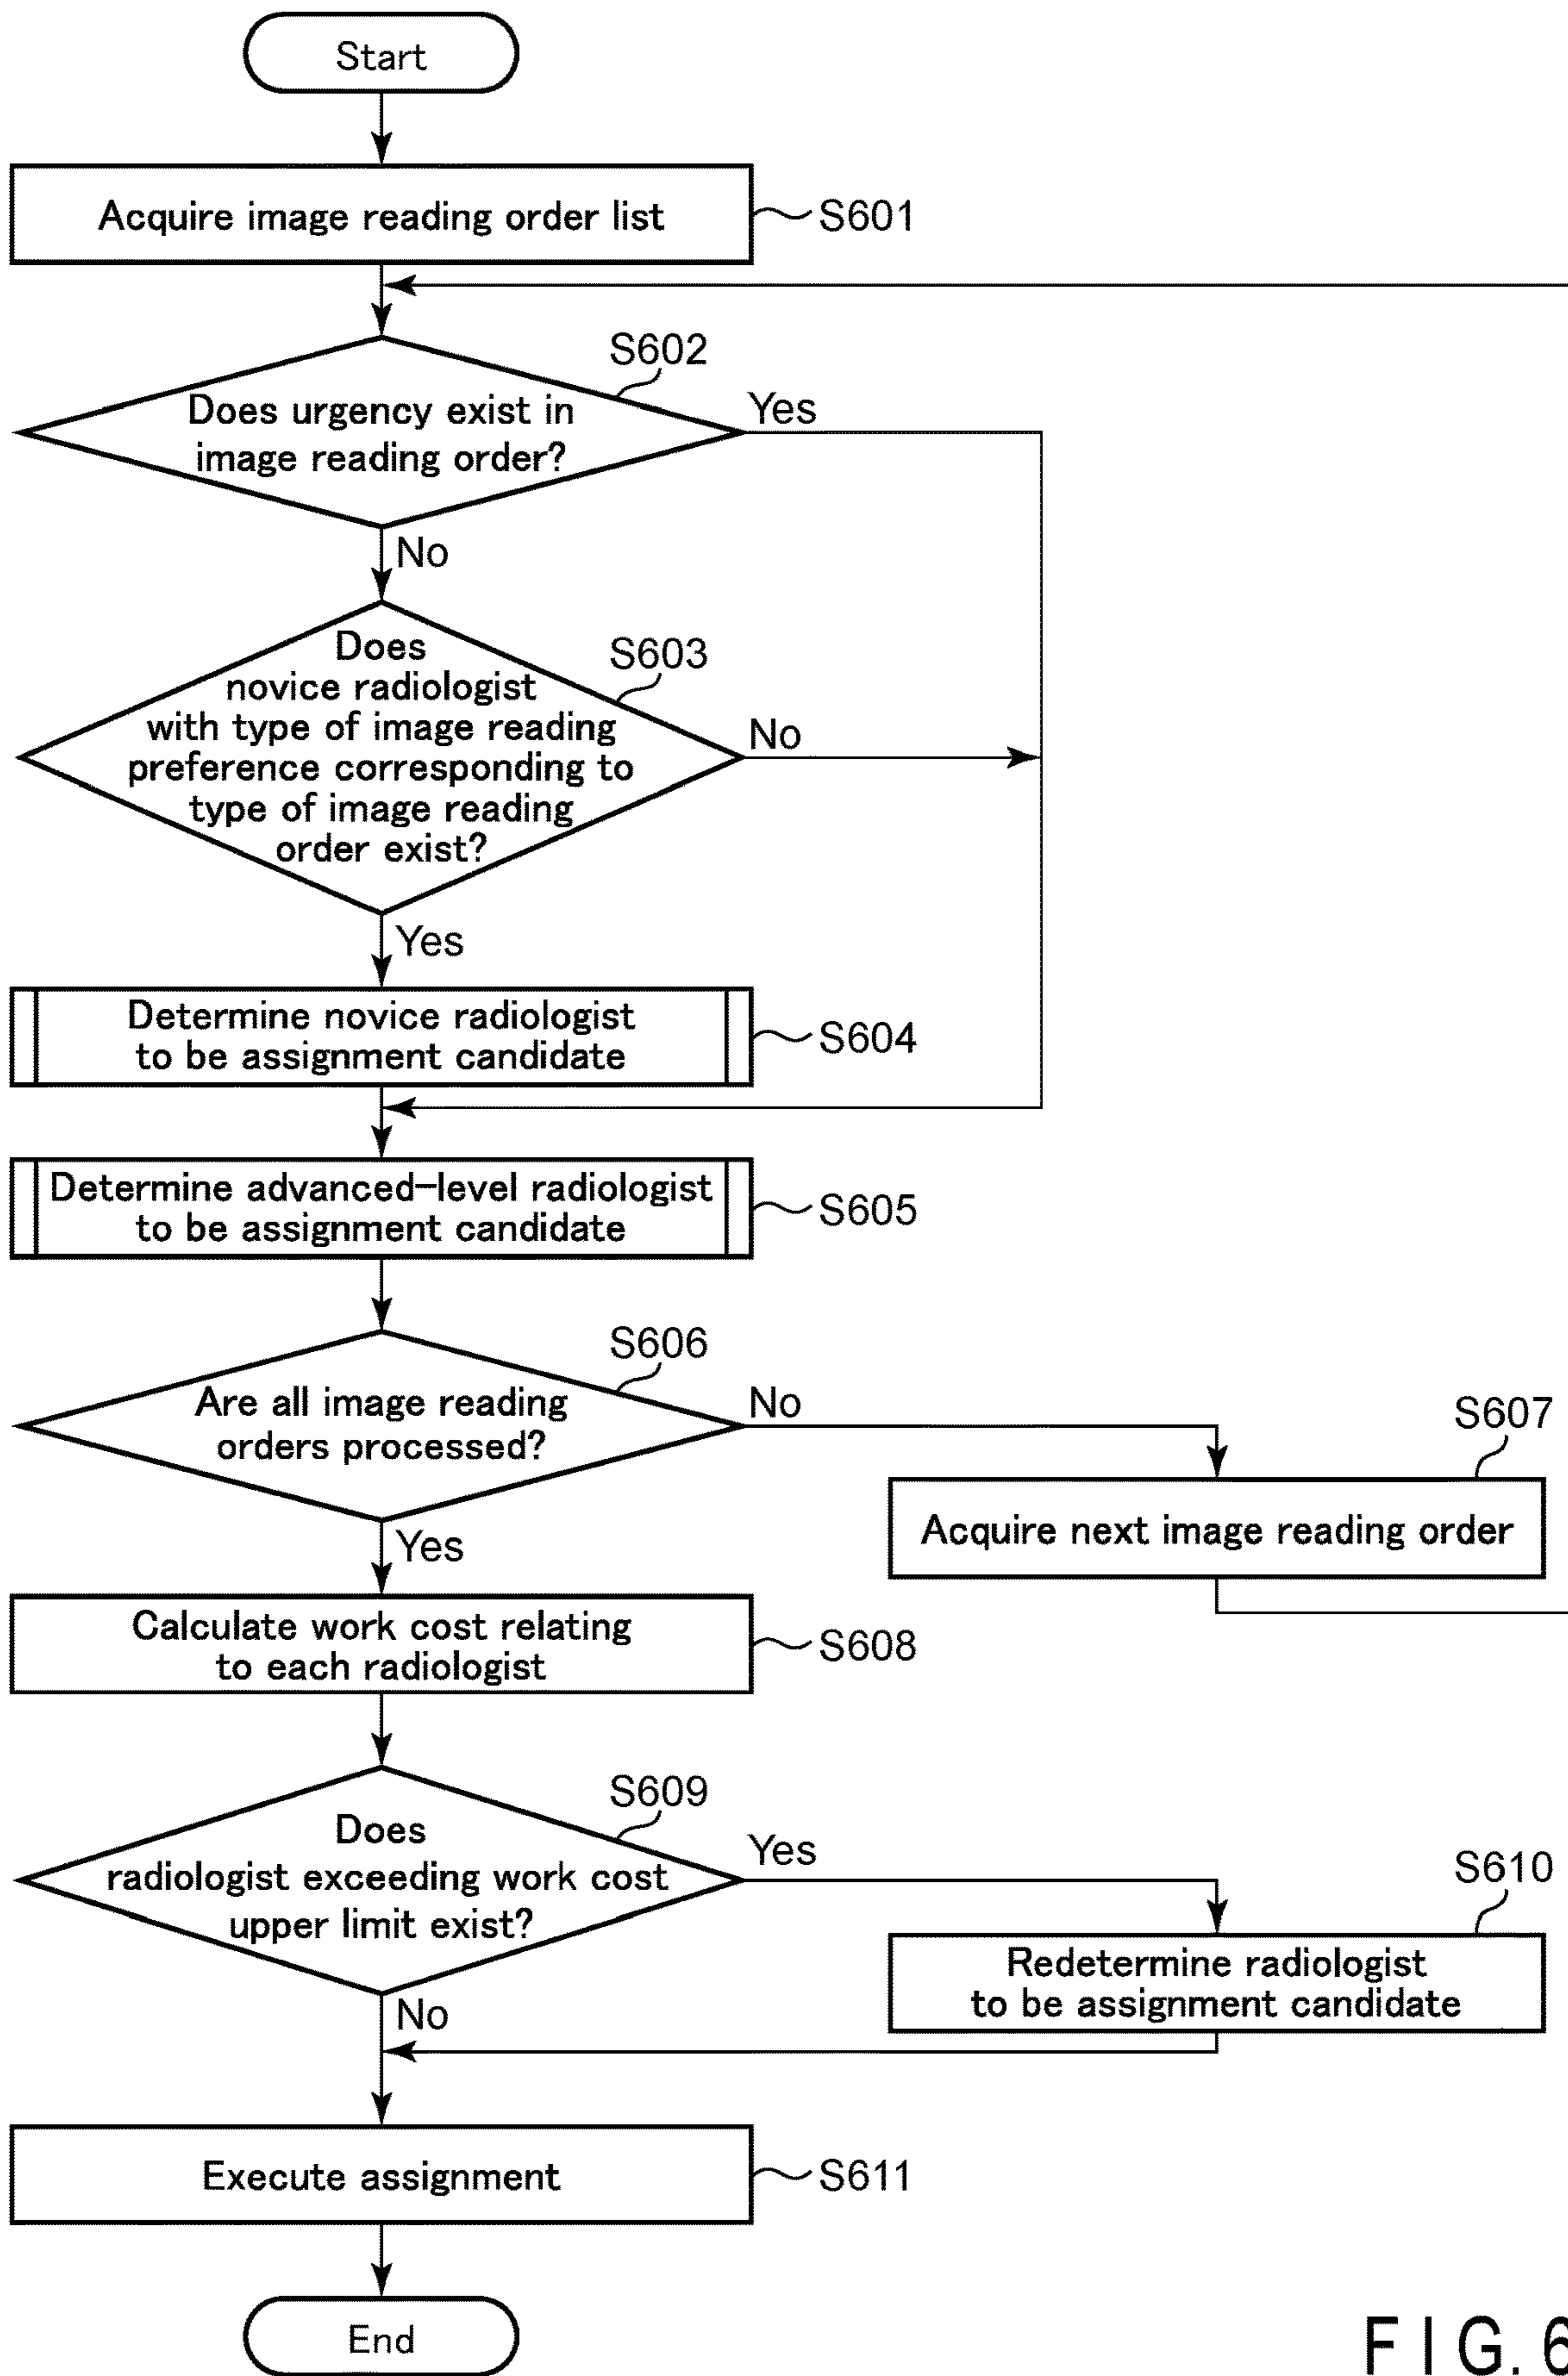 Start
Acquire image reading order list
S601
S602
Does urgency exist in
image reading order?
Yes
No
Does
novice radiologist
with type of image reading
preference corresponding to
type of image reading
order exist?
S603
No
Yes
Determine novice radiologist
to be assignment candidate
S604
Determine advanced-level radiologist
to be assignment candidate
S605
S606
Are all image reading
orders processed?
No
Yes
S607
Acquire next image reading order
Calculate work cost relating
to each radiologist
S608
S609
Does
radiologist exceeding work cost
upper limit exist?
Yes
No
S610
Redetermine radiologist
to be assignment candidate
Execute assignment
S611
End
FIG. 6